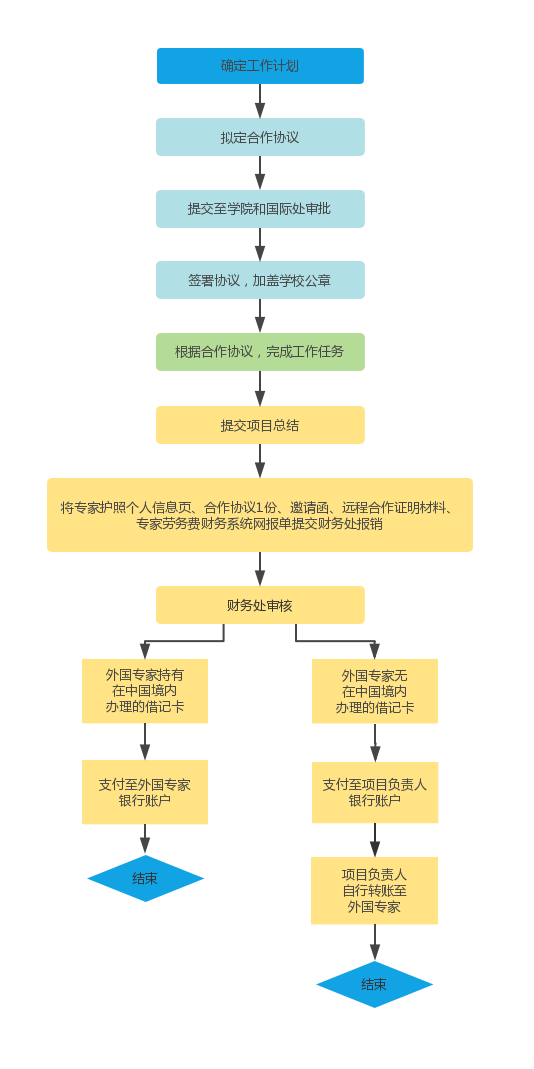 确定工作计划
拟定合作协议
提交至学院和国际处审批
签署协议，加盖学校公章
根据合作协议，完成工作任务
提交项目总结
将专家护照个人信息页、合作协议1份、邀请函、远程合作证明材料、
专家劳务费财务系统网报单提交财务处报销
财务处审核
外国专家持有
在中国境内
办理的借记卡
外国专家无
在中国境内
办理的借记卡
支付至外国专家
银行账户
支付至项目负责人
银行账户
结束
项目负责人
自行转账至
外国专家
结束